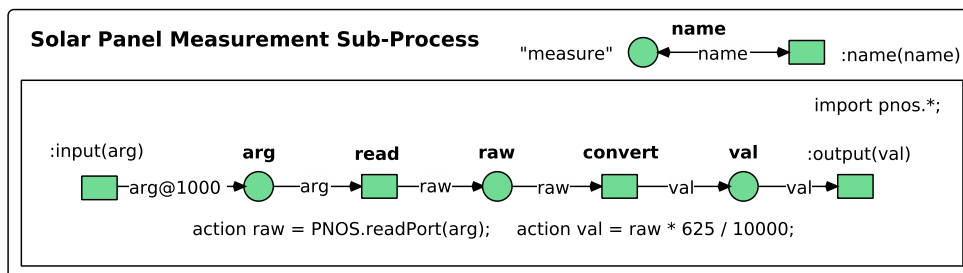 Solar Panel Measurement Sub-Process
name
"measure" name :name(name)
import pnos.*;
:input(arg) arg read raw convert val :output(val)
arg@1000 arg raw raw val val
action raw = PNOS.readPort(arg); action val = raw * 625 / 10000;